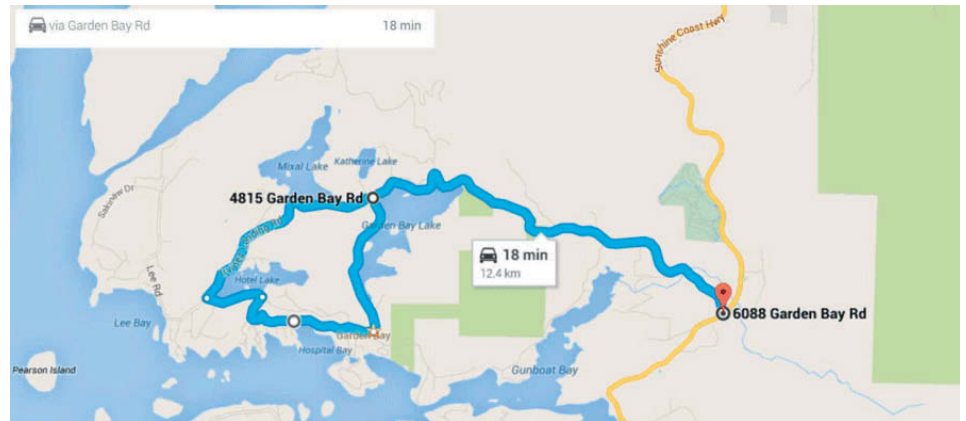 via Garden Bay Rd 18 min
Sunshine Coast Hwy
Mixal Lake
Katherine Lake
4815 Garden Bay Rd
Garden Bay Lake
18 min
12.4 km
Hotel Lake
Lee Rd
6088 Garden Bay Rd
Lee Bay
Garden Bay
Hospital Bay
Pearson Island
Gunboat Bay